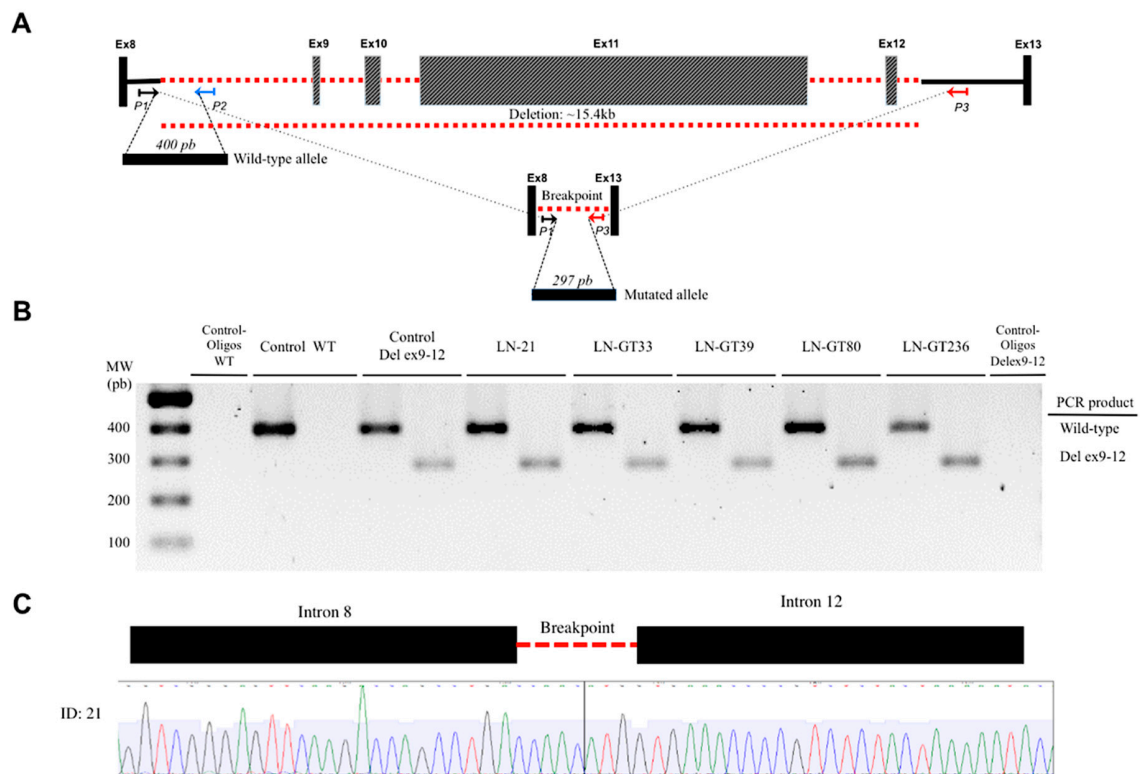 A
Ex8
Ex9
Ex10
Ex11
Ex12
Ex13
P1
P2
Deletion: ~15.4kb
P3
400 pb
Wild-type allele
Ex8
Ex13
Breakpoint
P1
P3
297 pb
Mutated allele
B
MW
(pb)
Control-
Oligos
WT
Control WT
Control
Del ex9-12
LN-21
LN-GT33
LN-GT39
LN-GT80
LN-GT236
Control-
Oligos
Delex9-12
PCR product
400
Wild-type
300
Del ex9-12
200
100
C
Intron 8
Breakpoint
Intron 12
ID: 21